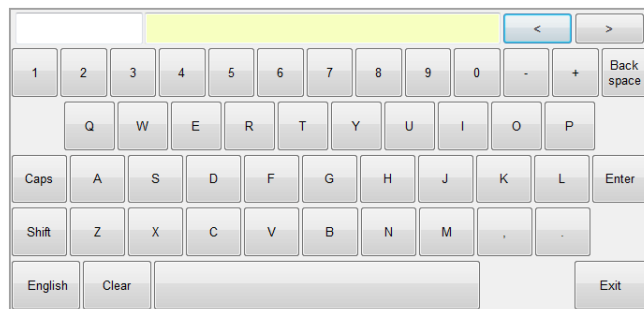 < >
1 2 3 4 5 6 7 8 9 0 - + Back space
Q W E R T Y U I O P
Caps A S D F G H J K L Enter
Shift Z X C V B N M , .
English Clear Exit